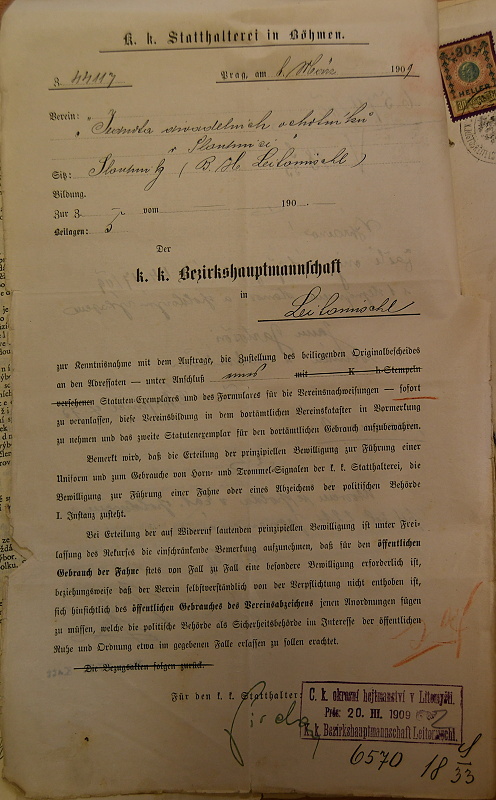 K. k. Statthalterei in Böhmen.
Z. 44117
Prag, am 1. März 1909
Verein: „Jednota divadelních ochotníků
v Sloupnici"
Sitz: Sloupnitz (B. H. Leitomischl)
Bildung.
Zur Z. vom 190 .
Beilagen: 5
Der
k. k. Bezirkshauptmannschaft
in
Leitomischl
zur Kenntnisnahme mit dem Auftrage, die Zustellung des beiliegenden Originalbescheides
an den Adressaten — unter Anschluß eines mit K h-Stempeln
versehenen Statuten-Exemplares und des Formulares für die Vereinsnachweisungen — sofort
zu veranlassen, diese Vereinsbildung in dem dortämtlichen Vereinskataster in Vormerkung
zu nehmen und das zweite Statutenexemplar für den dortämtlichen Gebrauch aufzubewahren.
Bemerkt wird, daß die Erteilung der prinzipiellen Bewilligung zur Führung einer
Uniform und zum Gebrauche von Horn- und Trommel-Signalen der k. k. Statthalterei, die
Bewilligung zur Führung einer Fahne oder eines Abzeichens der politischen Behörde
I. Instanz zusteht.
Bei Erteilung der auf Widerruf lautenden prinzipiellen Bewilligung ist unter Frei-
lassung des Rekurses die einschränkende Bemerkung aufzunehmen, daß für den öffentlichen
Gebrauch der Fahne stets von Fall zu Fall eine besondere Bewilligung erforderlich ist,
beziehungsweise daß der Verein selbstverständlich von der Verpflichtung nicht enthoben ist,
sich hinsichtlich des öffentlichen Gebrauches des Vereinsabzeichens jenen Anordnungen fügen
zu müssen, welche die politische Behörde als Sicherheitsbehörde im Interesse der öffentlichen
Ruhe und Ordnung etwa im gegebenen Falle erlassen zu sollen erachtet.
Die Bezugsakten folgen zurück.
Für den k. k. Statthalter:
C. k. okresní hejtmanství v Litomyšli.
Präs. 20. III. 1909
K. k. Bezirkshauptmannschaft Leitomischl.
6570
18
33
30
HELLER